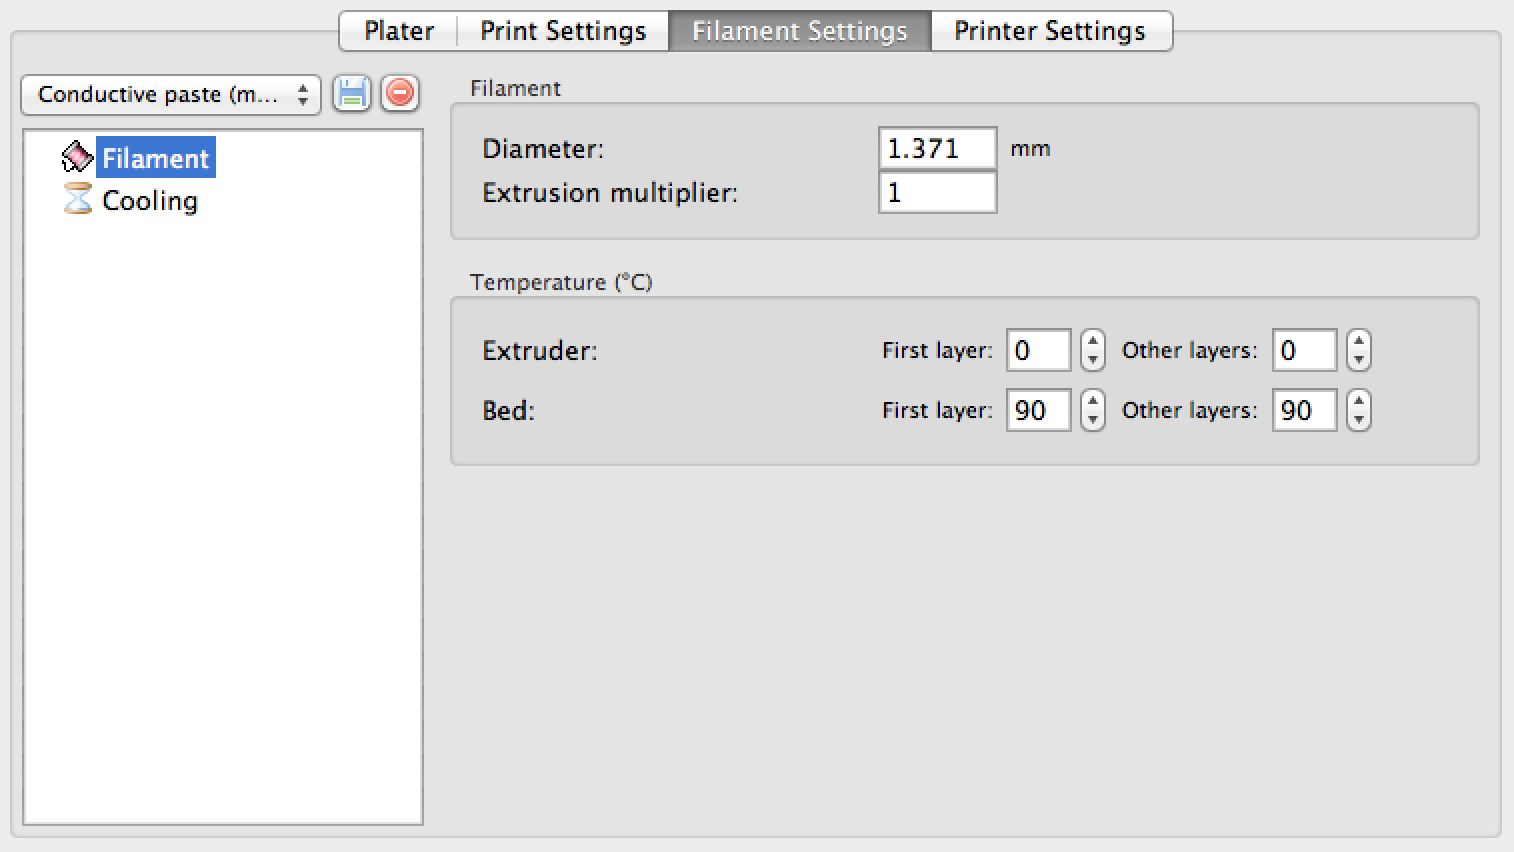 Plater Print Settings Filament Settings Printer Settings
Conductive paste (m...
Filament
Cooling
Filament
Diameter: 1.371 mm
Extrusion multiplier: 1
Temperature (°C)
Extruder: First layer: 0 Other layers: 0
Bed: First layer: 90 Other layers: 90